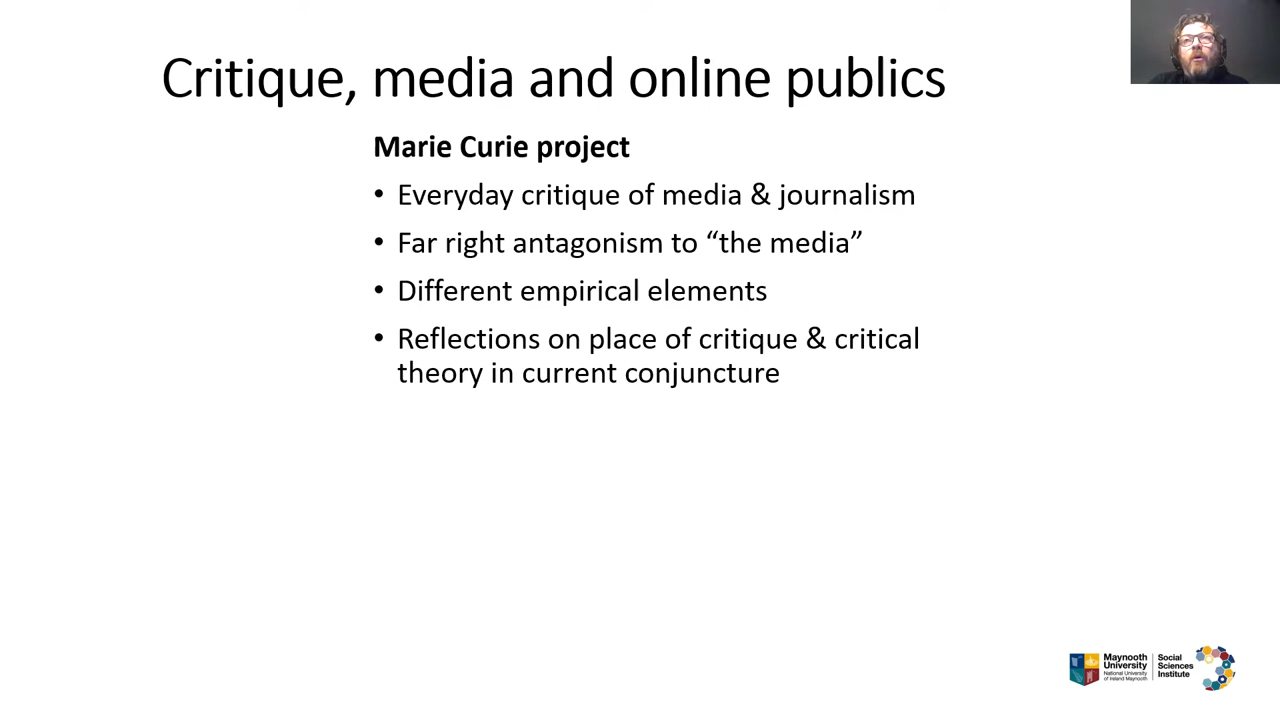 Critique, media and online publics
Marie Curie project
• Everyday critique of media & journalism
• Far right antagonism to “the media”
• Different empirical elements
• Reflections on place of critique & critical
theory in current conjuncture
Maynooth
University
National University
of Ireland Maynooth
Social
Sciences
Institute